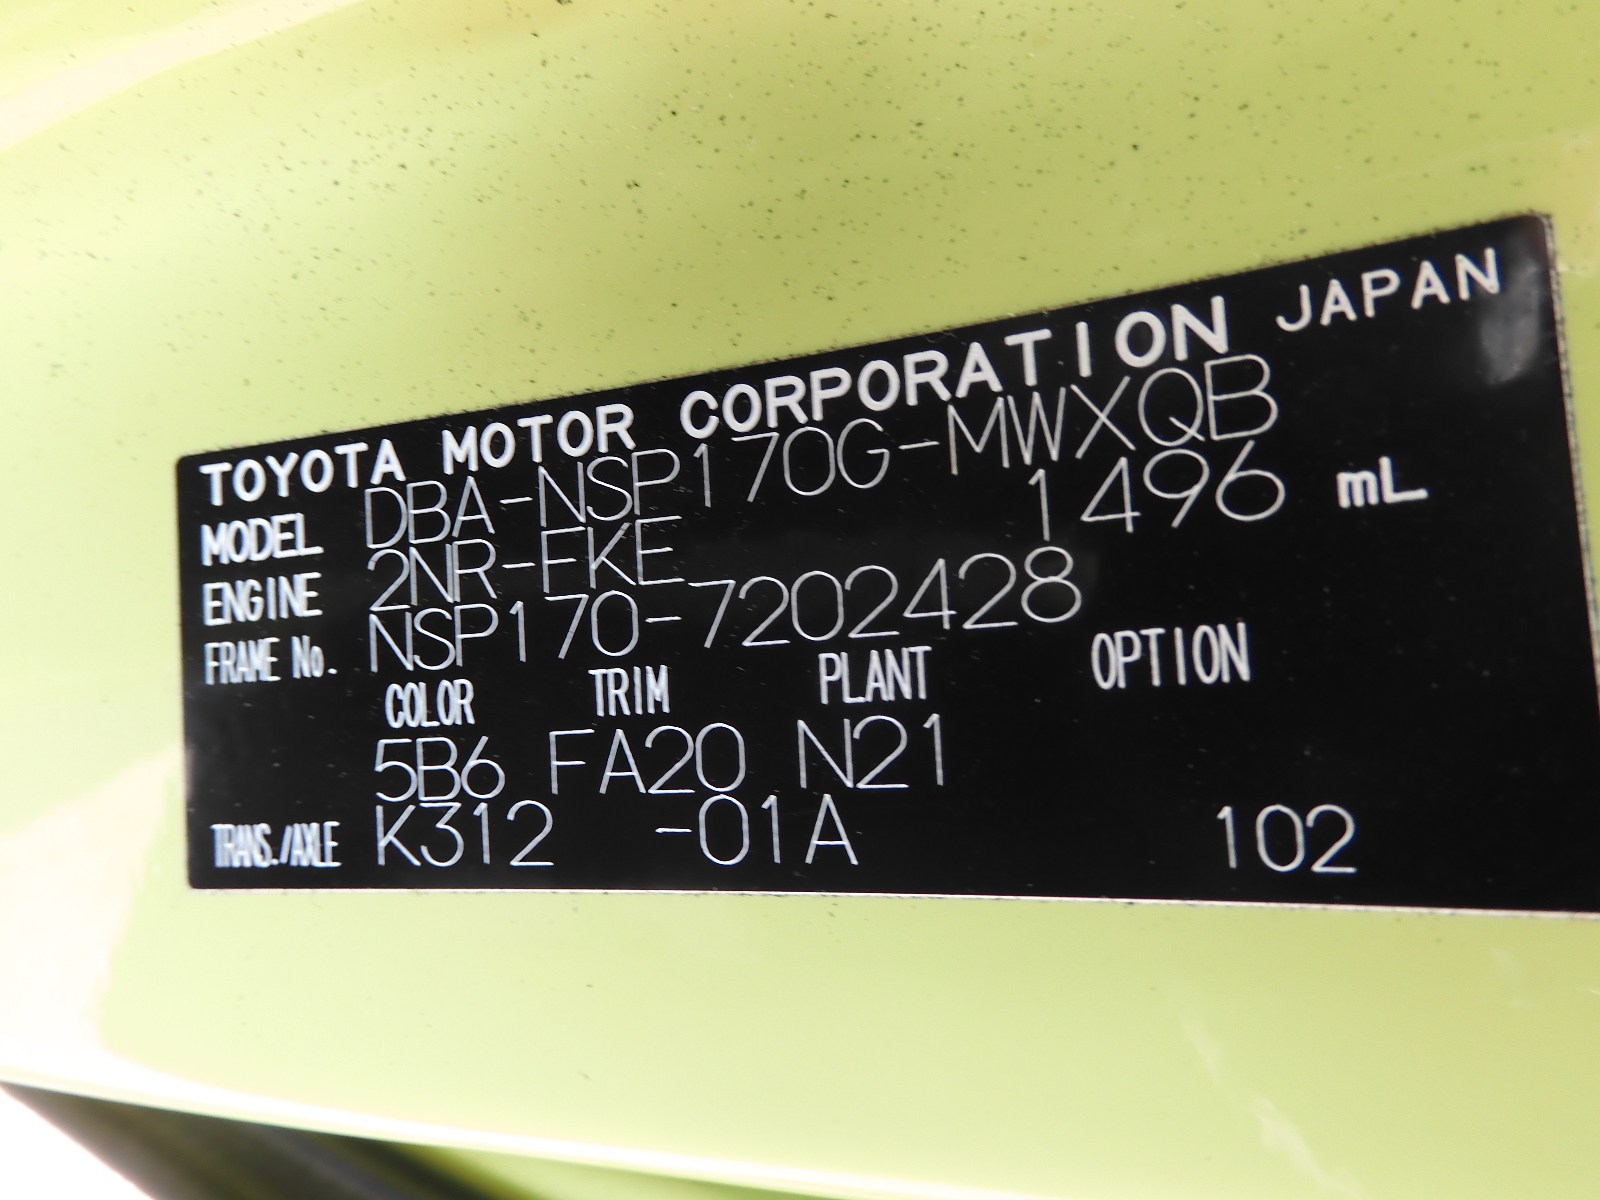 TOYOTA MOTOR CORPORATION JAPAN
MODEL DBA-NSP170G-MWXQB
ENGINE 2NR-FKE 1496 mL
FRAME No. NSP170-7202428
COLOR TRIM PLANT OPTION
5B6 FA20 N21
TRANS./AXLE K312 -01A 102